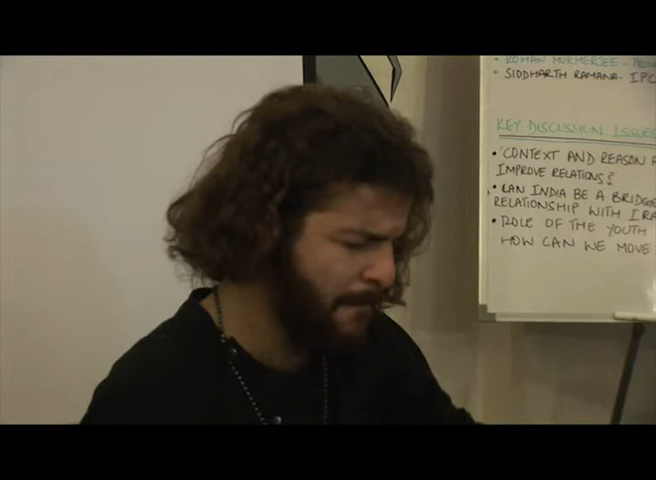 • ROHAN MUKHERJEE -
• SIDDHARTH RAMANA - IPC
KEY DISCUSSION ISSUES
• 'CONTEXT AND REASON
IMPROVE RELATIONS?
• CAN INDIA BE A BRIDGE
RELATIONSHIP WITH IRA
• ROLE OF THE YOUTH
HOW CAN WE MOVE